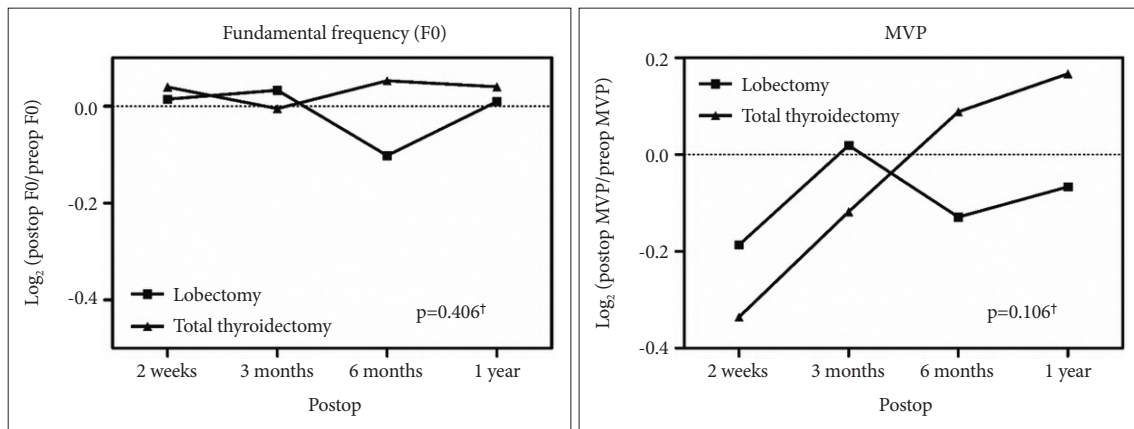 Fundamental frequency (F0)
Log₂ (postop F0/preop F0)
0.0
-0.2
-0.4
Lobectomy
Total thyroidectomy
p=0.406†
2 weeks 3 months 6 months 1 year
Postop
MVP
Log₂ (postop MVP/preop MVP)
0.2
Lobectomy
Total thyroidectomy
0.0
-0.2
-0.4
p=0.106†
2 weeks 3 months 6 months 1 year
Postop